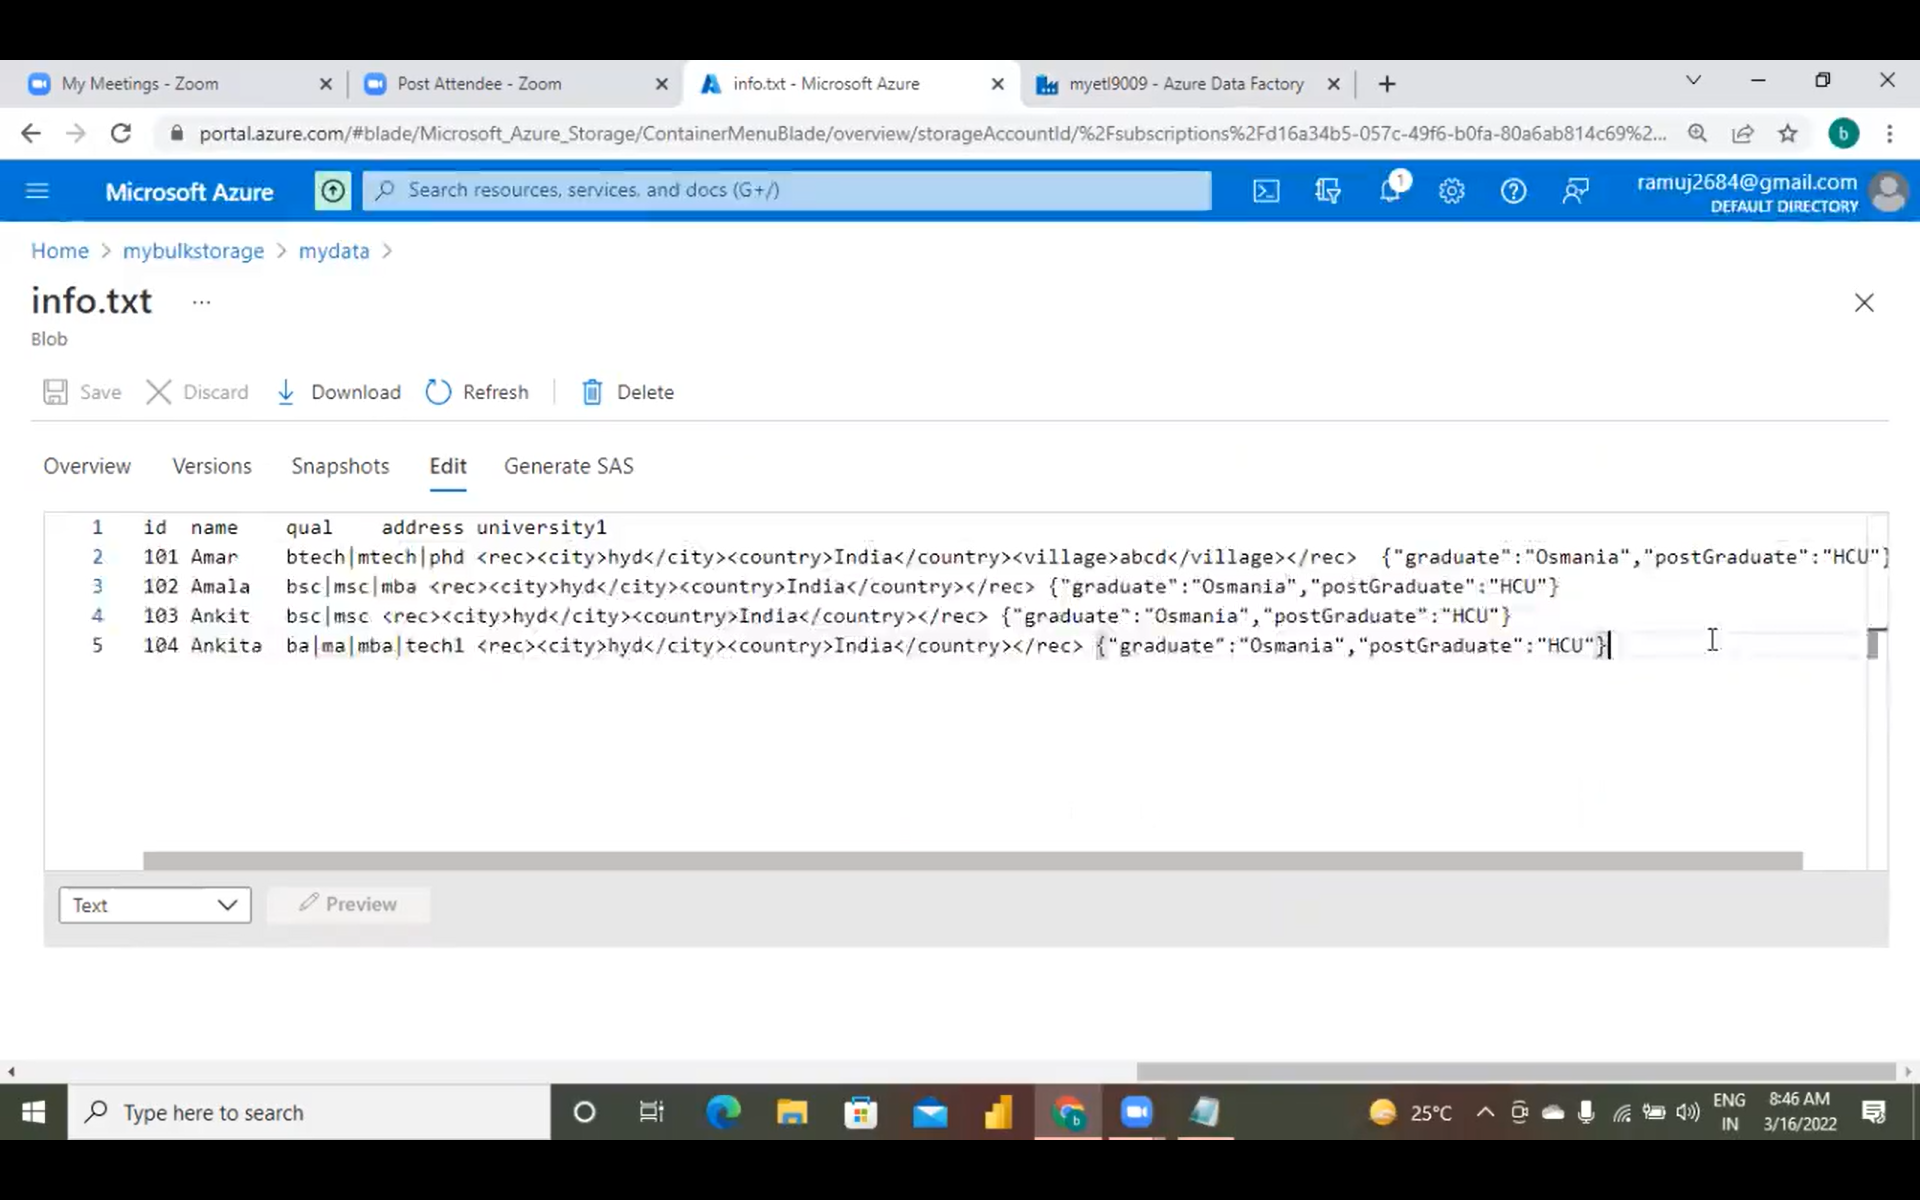 My Meetings - Zoom
Post Attendee - Zoom
info.txt - Microsoft Azure
myetl9009 - Azure Data Factory
portal.azure.com/#blade/Microsoft_Azure_Storage/ContainerMenuBlade/overview/storageAccountId/%2Fsubscriptions%2Fd16a34b5-057c-49f6-b0fa-80a6ab814c69%2...
b
Microsoft Azure
Search resources, services, and docs (G+/)
1
ramuj2684@gmail.com
DEFAULT DIRECTORY
Home > mybulkstorage > mydata >
info.txt ...
Blob
Save Discard Download Refresh Delete
Overview Versions Snapshots Edit Generate SAS
1 id name qual address university1
2 101 Amar btech|mtech|phd <rec><city>hyd</city><country>India</country><village>abcd</village></rec> {"graduate":"Osmania","postGraduate":"HCU"}
3 102 Amala bsc|msc|mba <rec><city>hyd</city><country>India</country></rec> {"graduate":"Osmania","postGraduate":"HCU"}
4 103 Ankit bsc|msc <rec><city>hyd</city><country>India</country></rec> {"graduate":"Osmania","postGraduate":"HCU"}
5 104 Ankita ba|ma|mba|tech1 <rec><city>hyd</city><country>India</country></rec> {"graduate":"Osmania","postGraduate":"HCU"}
Text
Preview
Type here to search
b
25°C
ENG
IN
8:46 AM
3/16/2022